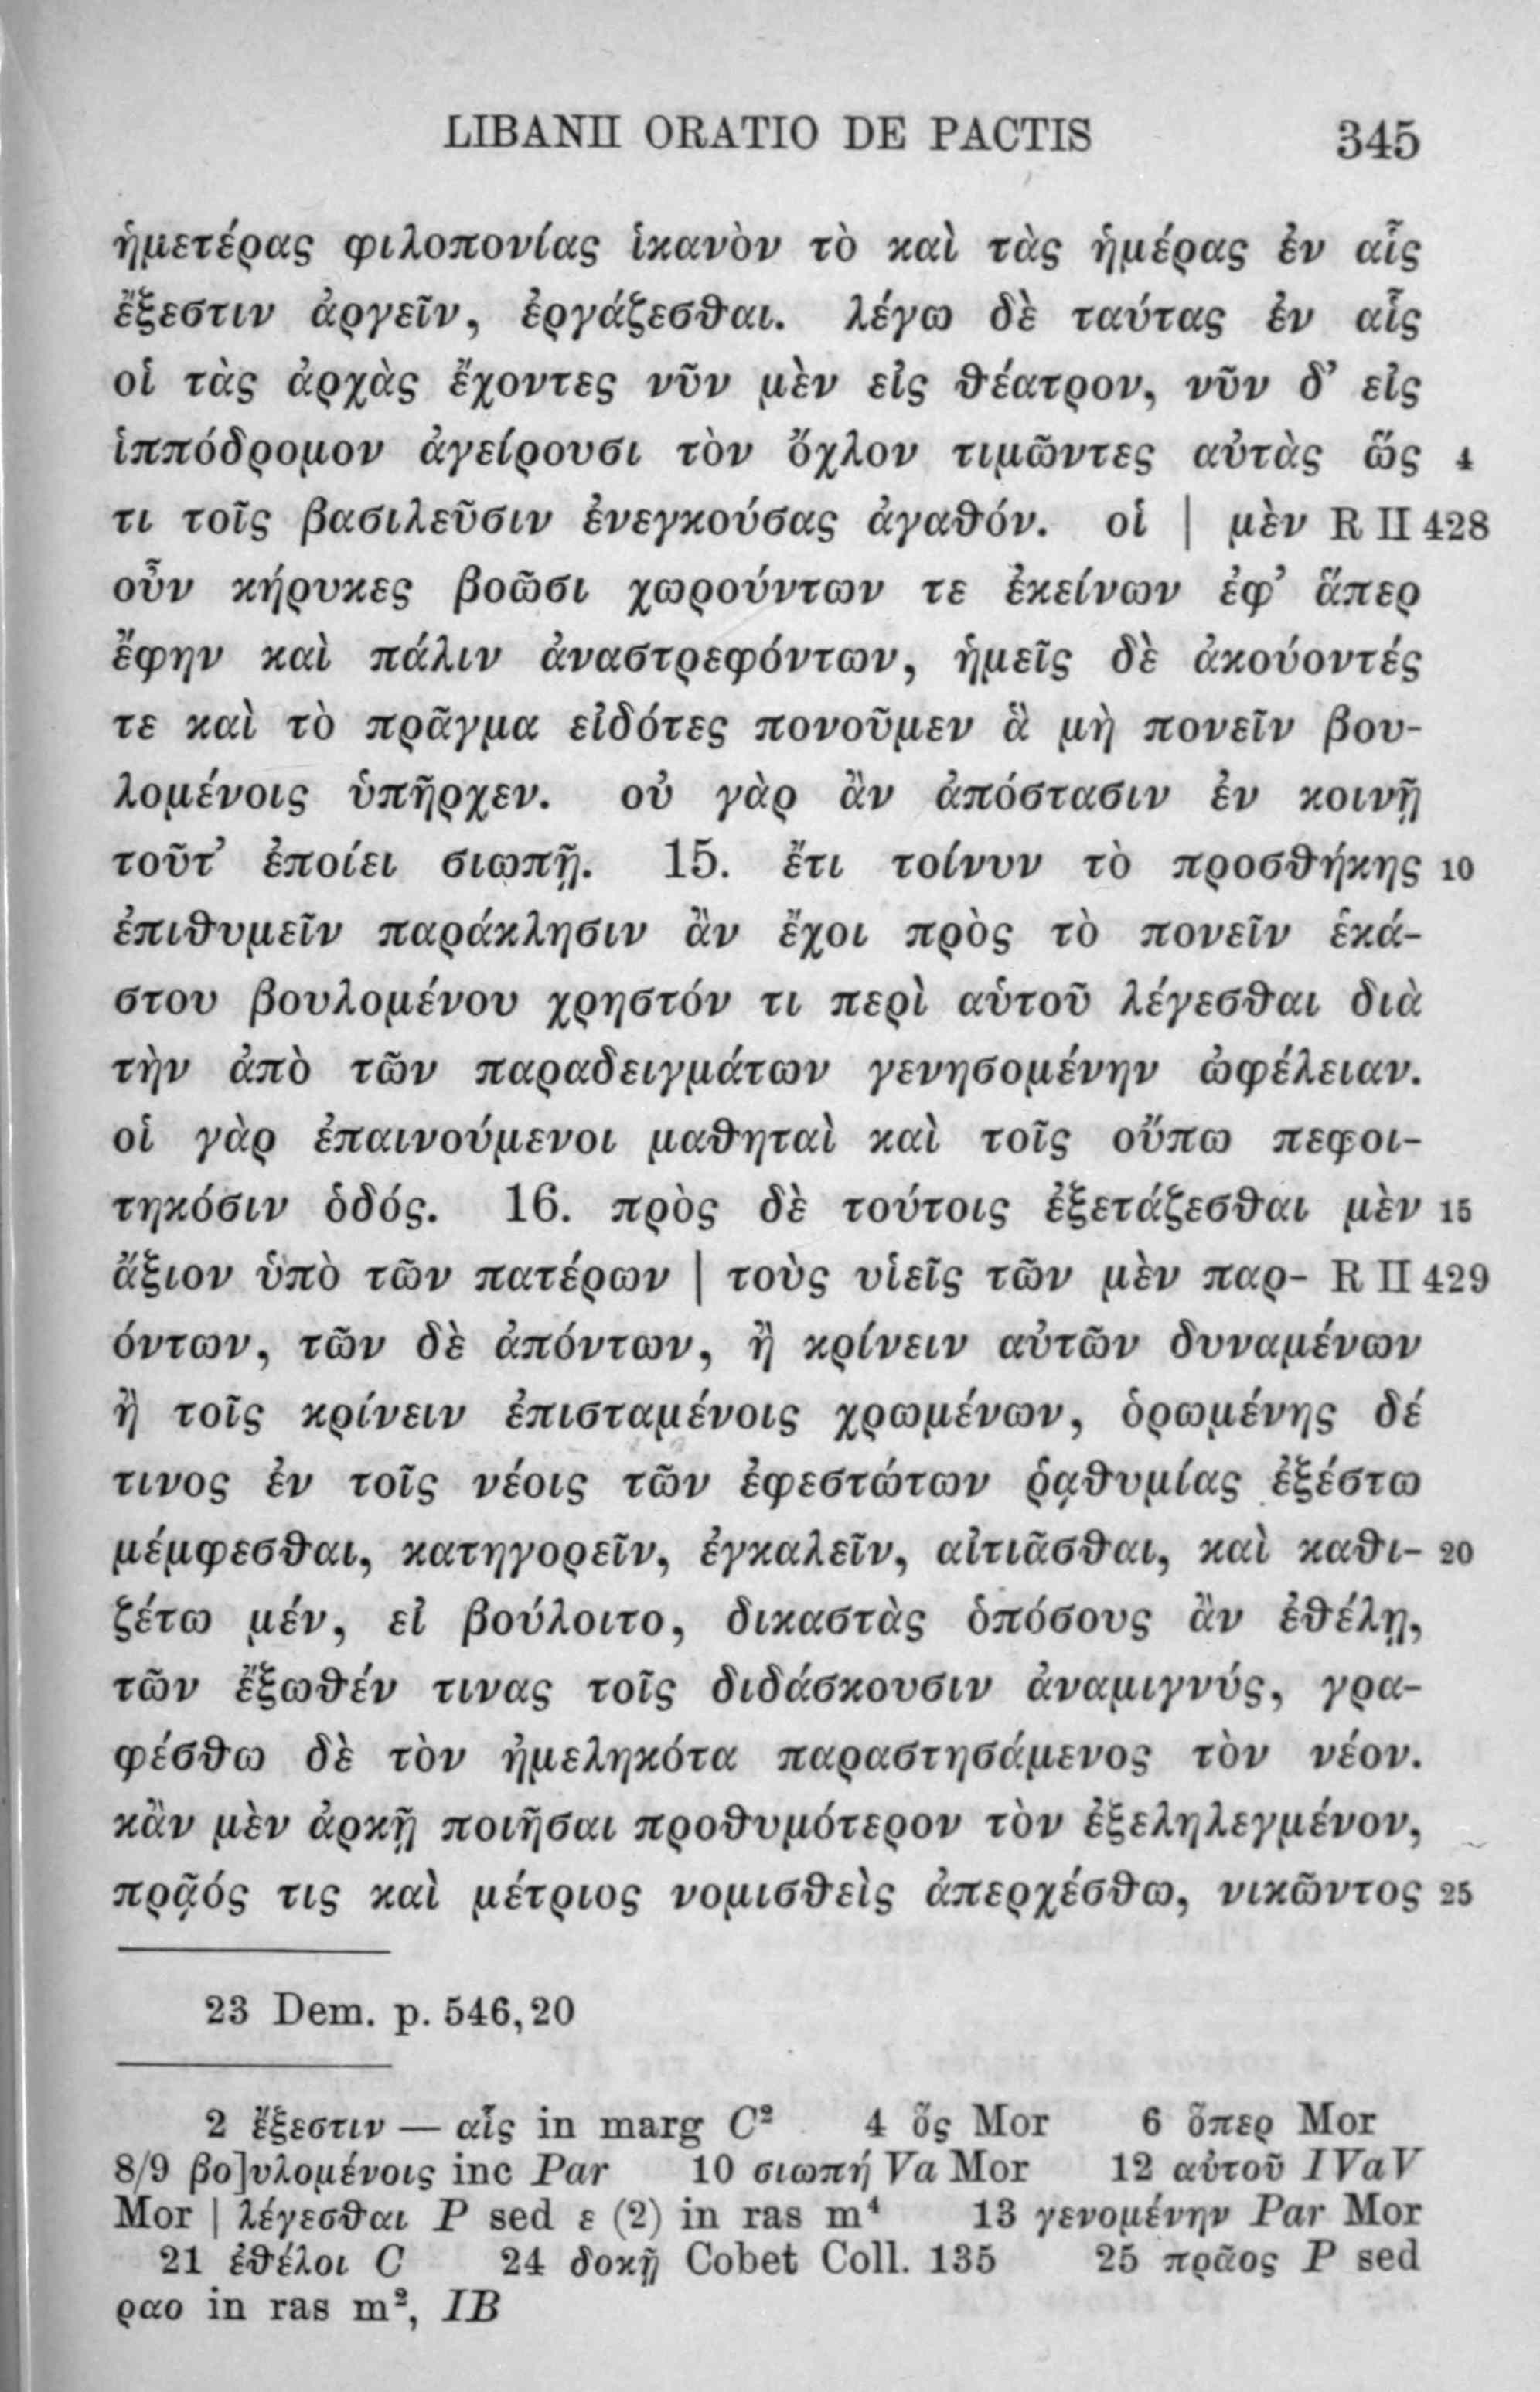 LIBANII ORATIO DE PACTIS 345
ἡμετέρας φιλοπονίας ἱκανὸν τὸ καὶ τὰς ἡμέρας ἐν αἷς
ἔξεστιν ἀργεῖν, ἐργάζεσθαι. λέγω δὲ ταύτας ἐν αἷς
οἱ τὰς ἀρχὰς ἔχοντες νῦν μὲν εἰς θέατρον, νῦν δ’ εἰς
ἱππόδρομον ἀγείρουσι τὸν ὄχλον τιμῶντες αὐτὰς ὥς 4
τι τοῖς βασιλεῦσιν ἐνεγκούσας ἀγαθόν. οἱ | μὲν R II 428
οὖν κήρυκες βοῶσι χωρούντων τε ἐκείνων ἐφ’ ἅπερ
ἔφην καὶ πάλιν ἀναστρεφόντων, ἡμεῖς δὲ ἀκούοντές
τε καὶ τὸ πρᾶγμα εἰδότες πονοῦμεν ἃ μὴ πονεῖν βου-
λομένοις ὑπῆρχεν. οὐ γὰρ ἂν ἀπόστασιν ἐν κοινῇ
τοῦτ’ ἐποίει σιωπῇ. 15. ἔτι τοίνυν τὸ προσθήκης 10
ἐπιθυμεῖν παράκλησιν ἂν ἔχοι πρὸς τὸ πονεῖν ἑκά-
στου βουλομένου χρηστόν τι περὶ αὑτοῦ λέγεσθαι διὰ
τὴν ἀπὸ τῶν παραδειγμάτων γενησομένην ὠφέλειαν.
οἱ γὰρ ἐπαινούμενοι μαθηταὶ καὶ τοῖς οὔπω πεφοι-
τηκόσιν ὁδός. 16. πρὸς δὲ τούτοις ἐξετάζεσθαι μὲν 15
ἄξιον ὑπὸ τῶν πατέρων | τοὺς υἱεῖς τῶν μὲν παρ- R II 429
όντων, τῶν δὲ ἀπόντων, ἢ κρίνειν αὐτῶν δυναμένων
ἢ τοῖς κρίνειν ἐπισταμένοις χρωμένων, ὁρωμένης δέ
τινος ἐν τοῖς νέοις τῶν ἐφεστώτων ῥᾳθυμίας ἐξέστω
μέμφεσθαι, κατηγορεῖν, ἐγκαλεῖν, αἰτιᾶσθαι, καὶ καθι- 20
ζέτω μέν, εἰ βούλοιτο, δικαστὰς ὁπόσους ἂν ἐθέλῃ,
τῶν ἔξωθέν τινας τοῖς διδάσκουσιν ἀναμιγνύς, γρα-
φέσθω δὲ τὸν ἠμεληκότα παραστησάμενος τὸν νέον.
κἂν μὲν ἀρκῇ ποιῆσαι προθυμότερον τὸν ἐξεληλεγμένον,
πρᾷός τις καὶ μέτριος νομισθεὶς ἀπερχέσθω, νικῶντος 25
23 Dem. p. 546,20
2 ἔξεστιν — αἷς in marg C² 4 ὅς Mor 6 ὅπερ Mor
8/9 βο]υλομένοις inc Par 10 σιωπή Va Mor 12 αὐτοῦ IVaV
Mor | λέγεσθαι P sed ε (2) in ras m⁴ 13 γενομένην Par Mor
21 ἐθέλοι C 24 δοκῇ Cobet Coll. 135 25 πρᾶος P sed
ραο in ras m², IB